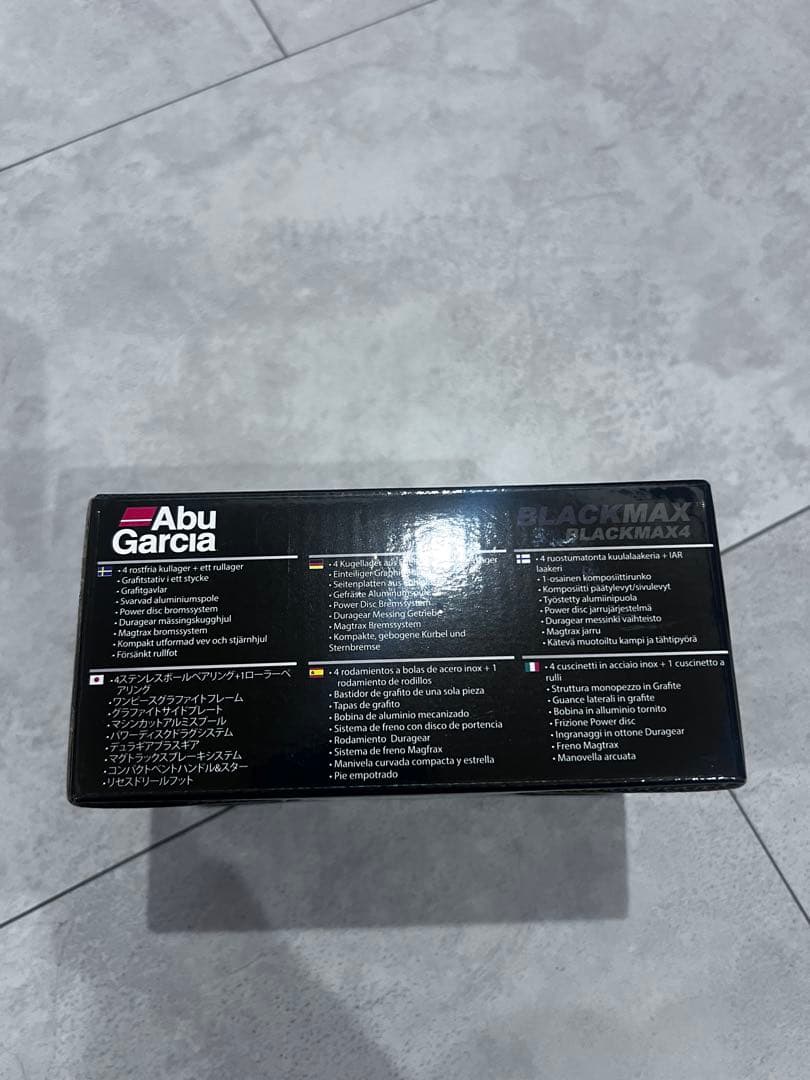 Abu
Garcia
BLACKMAX
BLACKMAX4
• 4 rostfria kullager + ett rullager
• Grafitstativ i ett stycke
• Grafitgavlar
• Svarvad aluminiumspole
• Power disc bromssystem
• Duragear mässingskugghjul
• Magtrax bromssystem
• Kompakt utformad vev och stjärnhjul
• Försänkt rullfot
• 4 Kugellager aus
Einteiliger
Seitenplatten aus
• Gefräste Aluminumspole
• Power Disc Bremssystem
• Duragear Messing Getriebe
• Magtrax Bremssystem
• Kompakte, gebogene Kurbel und
Sternbremse
• 4 ruostumatonta kuulalaakeria + IAR
laakeri
• 1-osainen komposiittirunko
• Komposiitti päätylevyt/sivulevyt
• Työstetty alumiinipuola
• Power disc jarrujärjestelmä
• Duragear messinki vaihteisto
• Magtrax jarru
• Kätevä muotoiltu kampi ja tähtipyörä
• 4ステンレスボールベアリング+1ローラーベ
アリング
• ワンピースグラファイトフレーム
• グラファイトサイドプレート
• マシンカットアルミスプール
• パワーディスクドラグシステム
• デュラギアブラスギア
• マグトラックスブレーキシステム
• コンパクトベントハンドル&スター
• リセスドリールフット
• 4 rodamientos a bolas de acero inox + 1
rodamiento de rodillos
• Bastidor de grafito de una sola pieza
• Tapas de grafito
• Bobina de aluminio mecanizado
• Sistema de freno con disco de potencia
• Rodamiento Duragear
• Sistema de freno Magfrax
• Manivela curvada compacta y estrella
• Pie empotrado
• 4 cuscinetti in acciaio inox + 1 cuscinetto a
rulli
• Struttura monopezzo in Grafite
• Guance laterali in grafite
• Bobina in alluminio tornito
• Frizione Power disc
• Ingranaggi in ottone Duragear
• Freno Magtrax
• Manovella arcuata